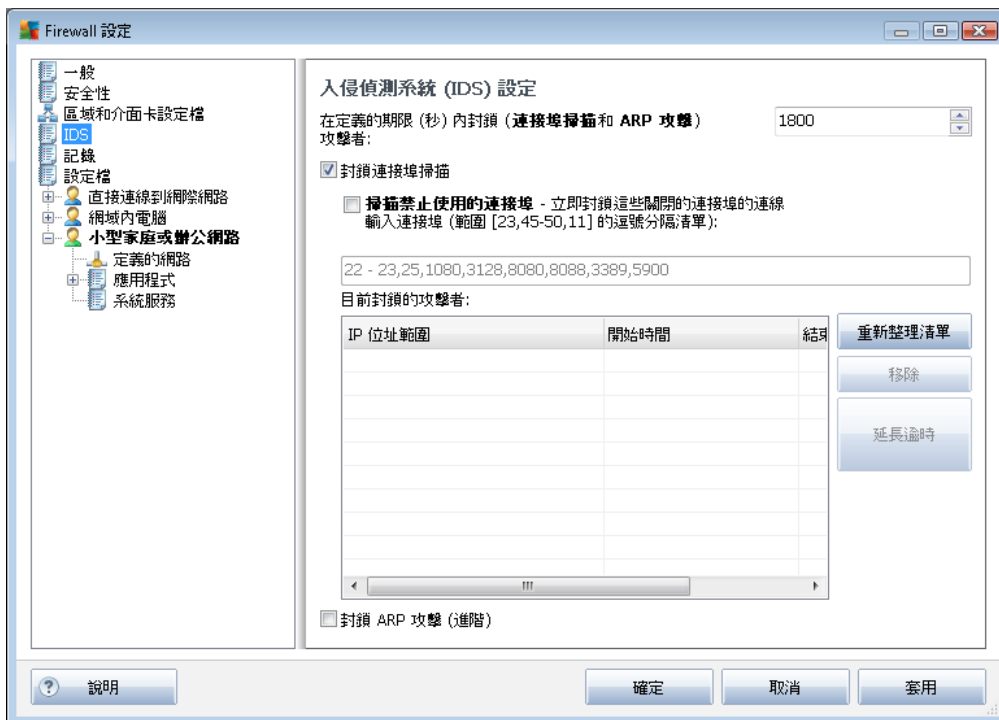 Firewall 設定
一般
安全性
區域和介面卡設定檔
IDS
記錄
設定檔
直接連線到網際網路
網域內電腦
小型家庭或辦公網路
定義的網路
應用程式
系統服務
入侵偵測系統 (IDS) 設定
在定義的期限 (秒) 內封鎖 (連接埠掃描和 ARP 攻擊)
攻擊者:
1800
封鎖連接埠掃描
掃描禁止使用的連接埠 - 立即封鎖這些關閉的連接埠的連線
輸入連接埠 (範圍 [23,45-50,11] 的逗號分隔清單):
22 - 23,25,1080,3128,8080,8088,3389,5900
目前封鎖的攻擊者:
IP 位址範圍 開始時間 結束
重新整理清單
移除
延長逾時
封鎖 ARP 攻擊 (進階)
說明 確定 取消 套用